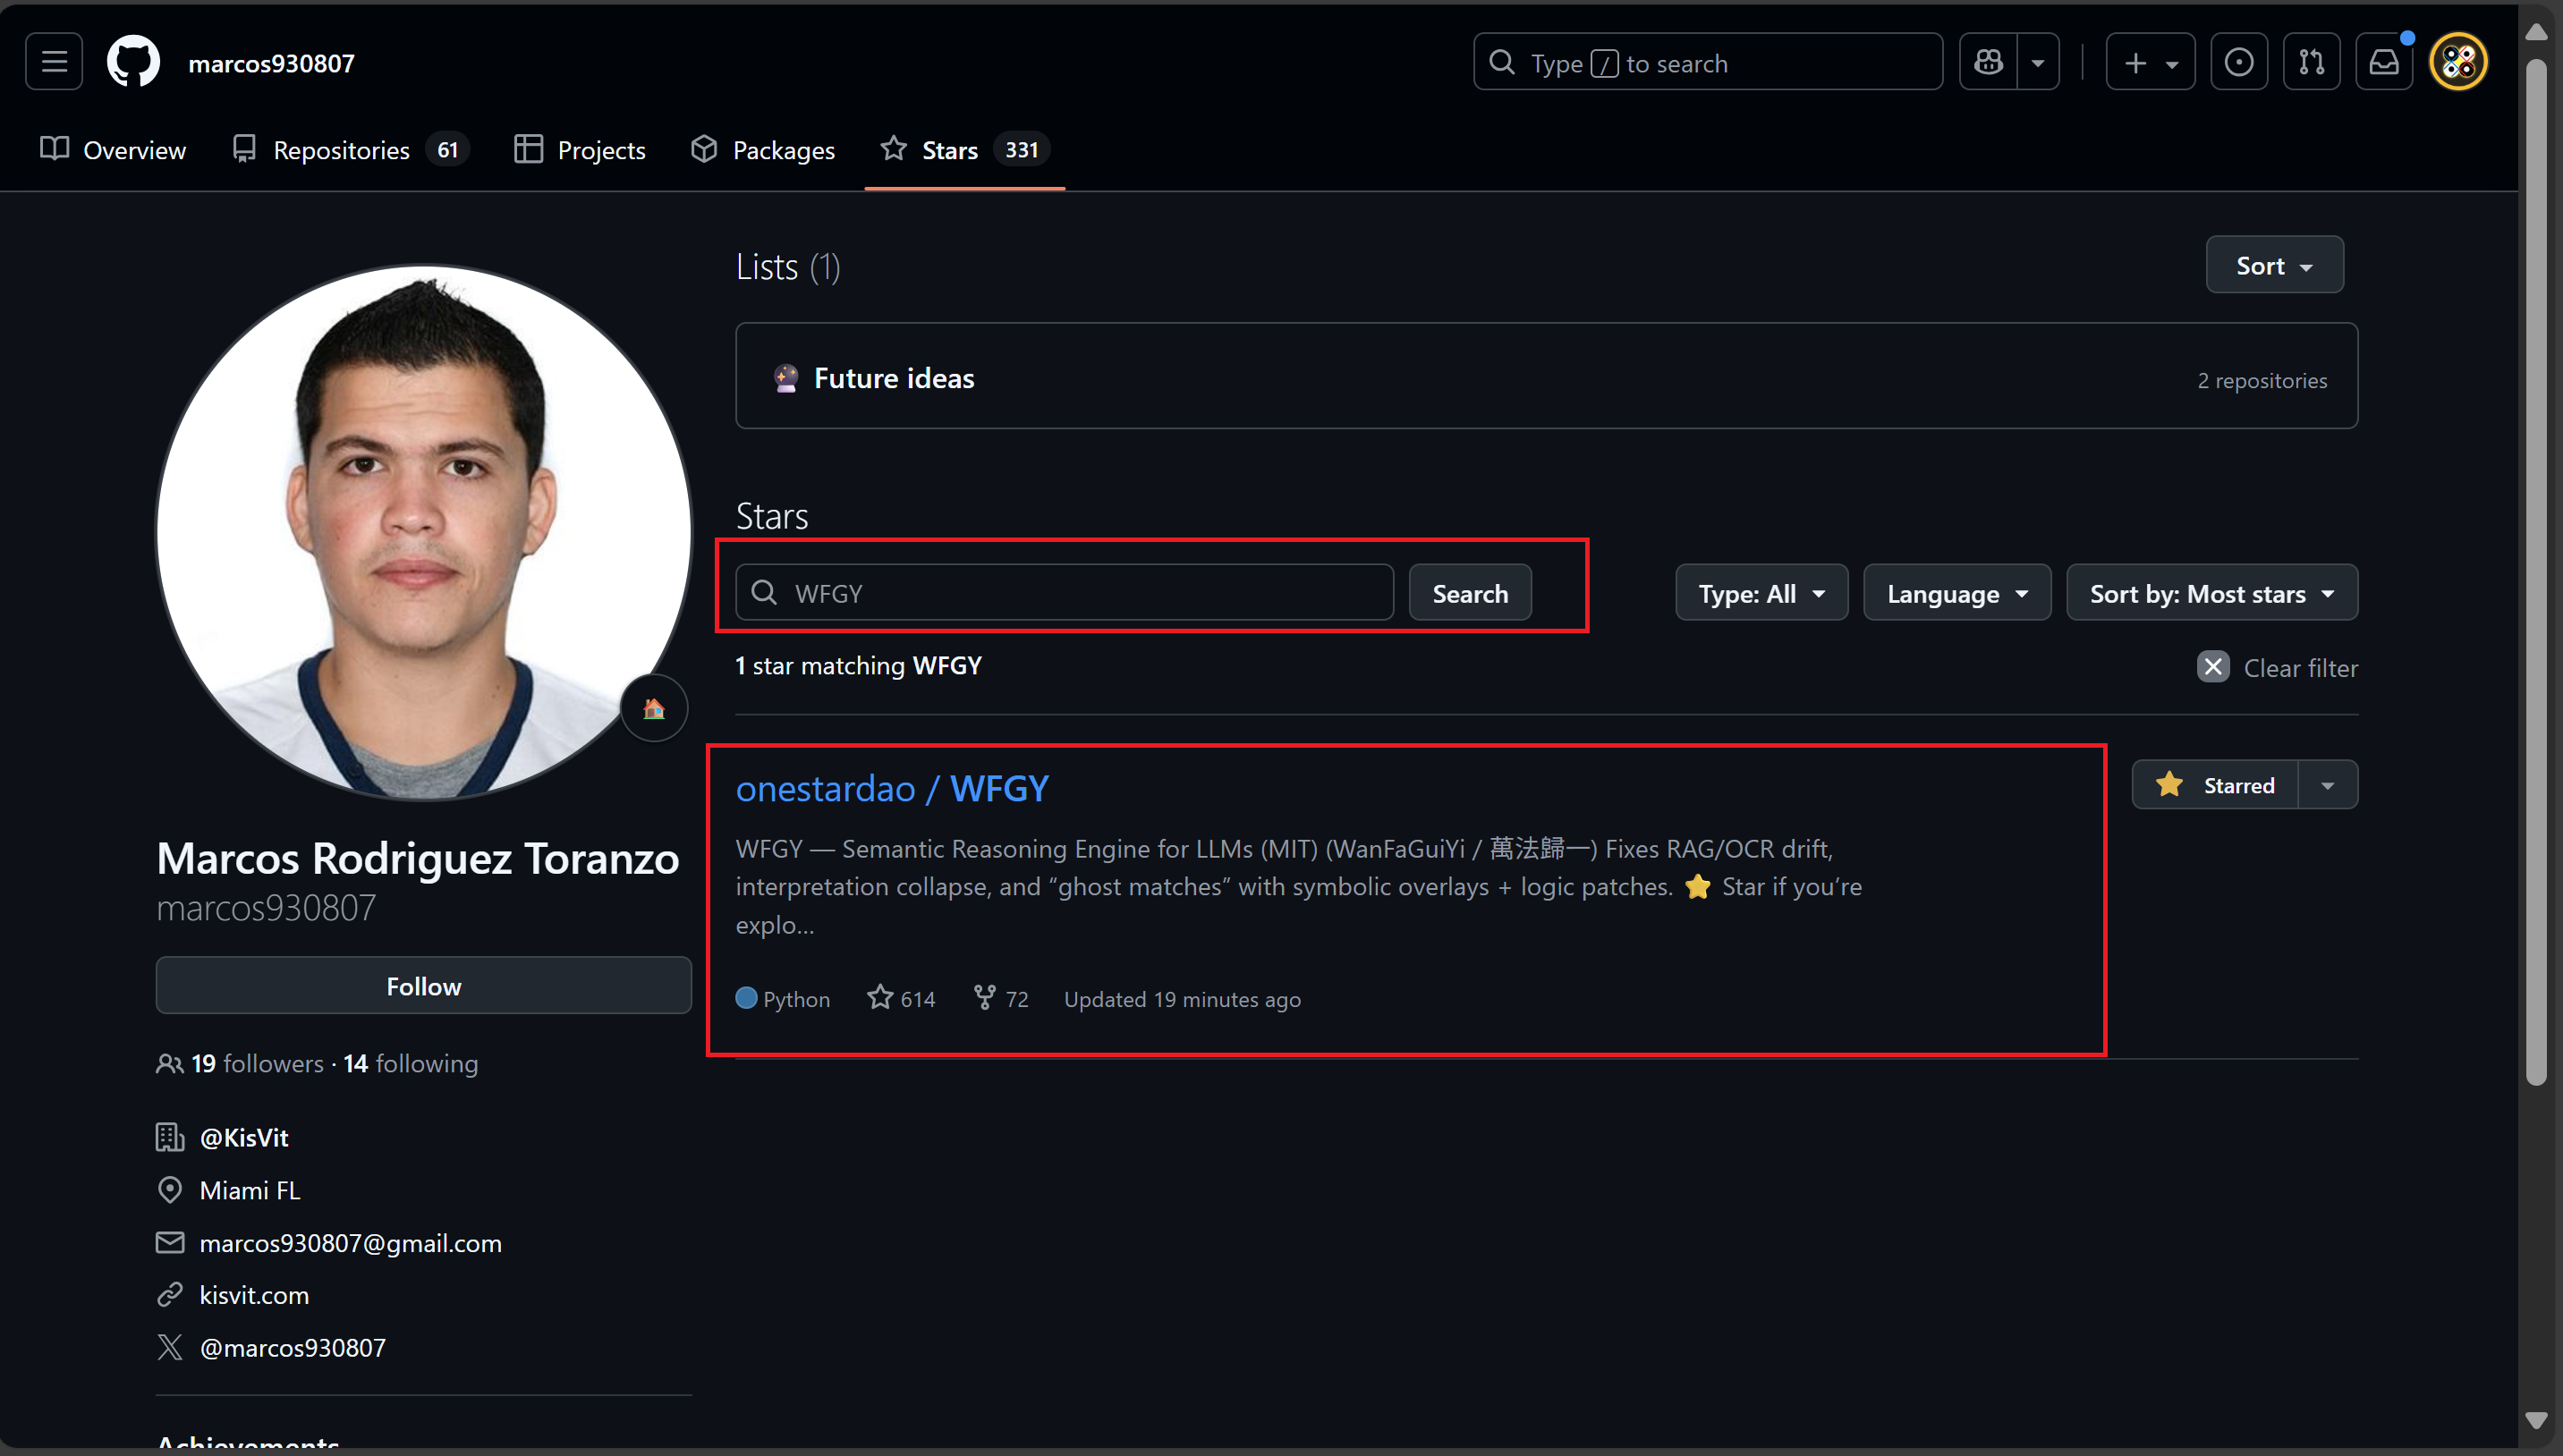 marcos930807
Type / to search
Overview
Repositories 61
Projects
Packages
Stars 331
Lists (1)
Sort
Future ideas
2 repositories
Stars
WFGY
Search
Type: All
Language
Sort by: Most stars
1 star matching WFGY
Clear filter
onestardao / WFGY
Starred
WFGY — Semantic Reasoning Engine for LLMs (MIT) (WanFaGuiYi / 萬法歸一) Fixes RAG/OCR drift,
interpretation collapse, and “ghost matches” with symbolic overlays + logic patches. ⭐ Star if you’re
explo...
Python 614 72 Updated 19 minutes ago
Marcos Rodriguez Toranzo
marcos930807
Follow
19 followers · 14 following
@KisVit
Miami FL
marcos930807@gmail.com
kisvit.com
@marcos930807
Achievements